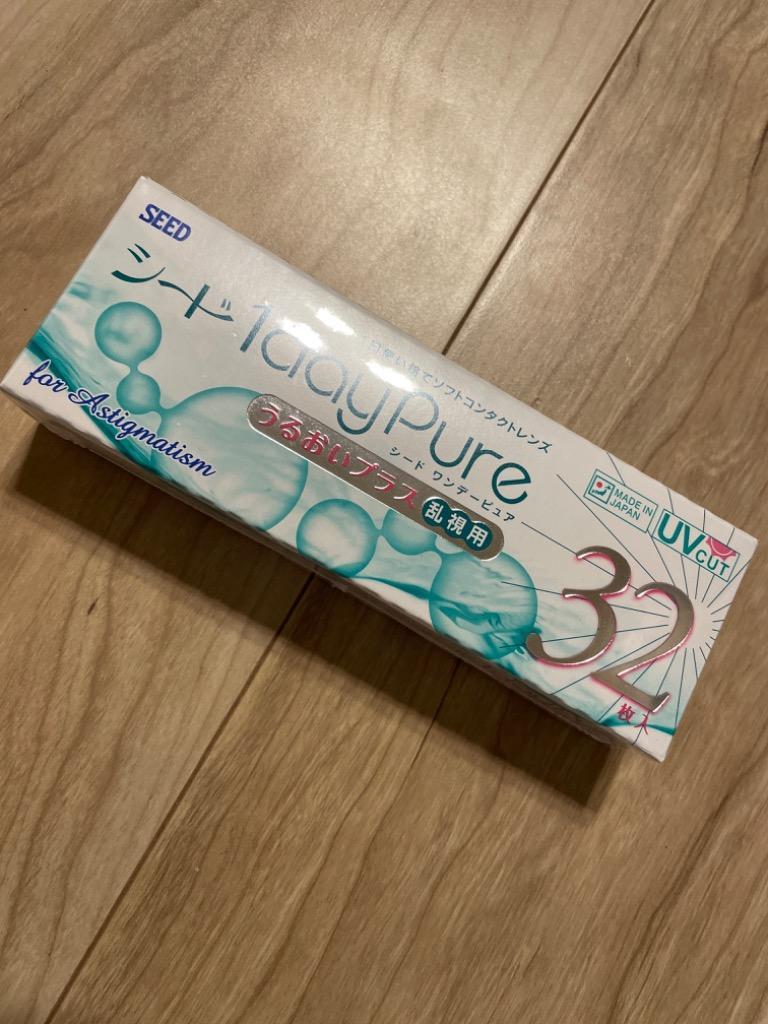 SEED
シード 1dayPure
1日使い捨てソフトコンタクトレンズ
シード ワンデーピュア
うるおいプラス 乱視用
for Astigmatism
MADE IN
JAPAN
UV CUT
32
枚入